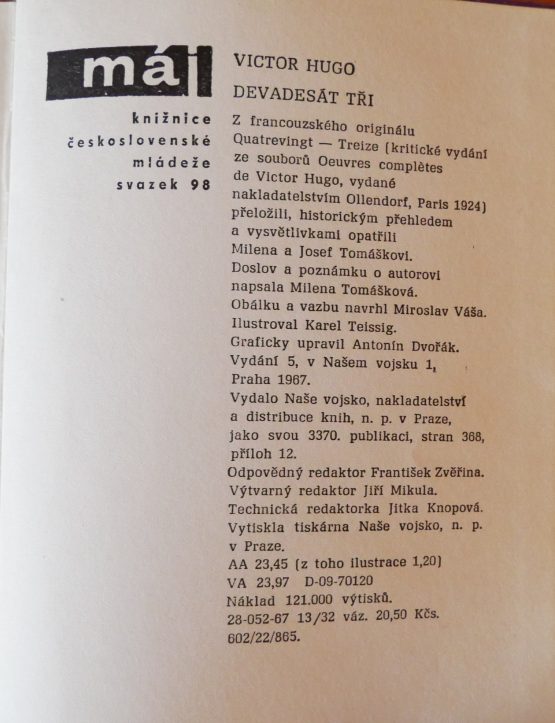 máj
knižnice
československé
mládeže
svazek 98
VICTOR HUGO
DEVADESÁT TŘI
Z francouzského originálu
Quatrevingt — Treize (kritické vydání
ze souborů Oeuvres complètes
de Victor Hugo, vydané
nakladatelstvím Ollendorf, Paris 1924)
přeložili, historickým přehledem
a vysvětlivkami opatřili
Milena a Josef Tomáškovi.
Doslov a poznámku o autorovi
napsala Milena Tomášková.
Obálku a vazbu navrhl Miroslav Váša.
Ilustroval Karel Teissig.
Graficky upravil Antonín Dvořák.
Vydání 5, v Našem vojsku 1,
Praha 1967.
Vydalo Naše vojsko, nakladatelství
a distribuce knih, n. p. v Praze,
jako svou 3370. publikaci, stran 368,
příloh 12.
Odpovědný redaktor František Zvěřina.
Výtvarný redaktor Jiří Mikula.
Technická redaktorka Jitka Knopová.
Vytiskla tiskárna Naše vojsko, n. p.
v Praze.
AA 23,45 (z toho ilustrace 1,20)
VA 23,97 D-09-70120
Náklad 121.000 výtisků.
28-052-67 13/32 váz. 20,50 Kčs.
602/22/865.